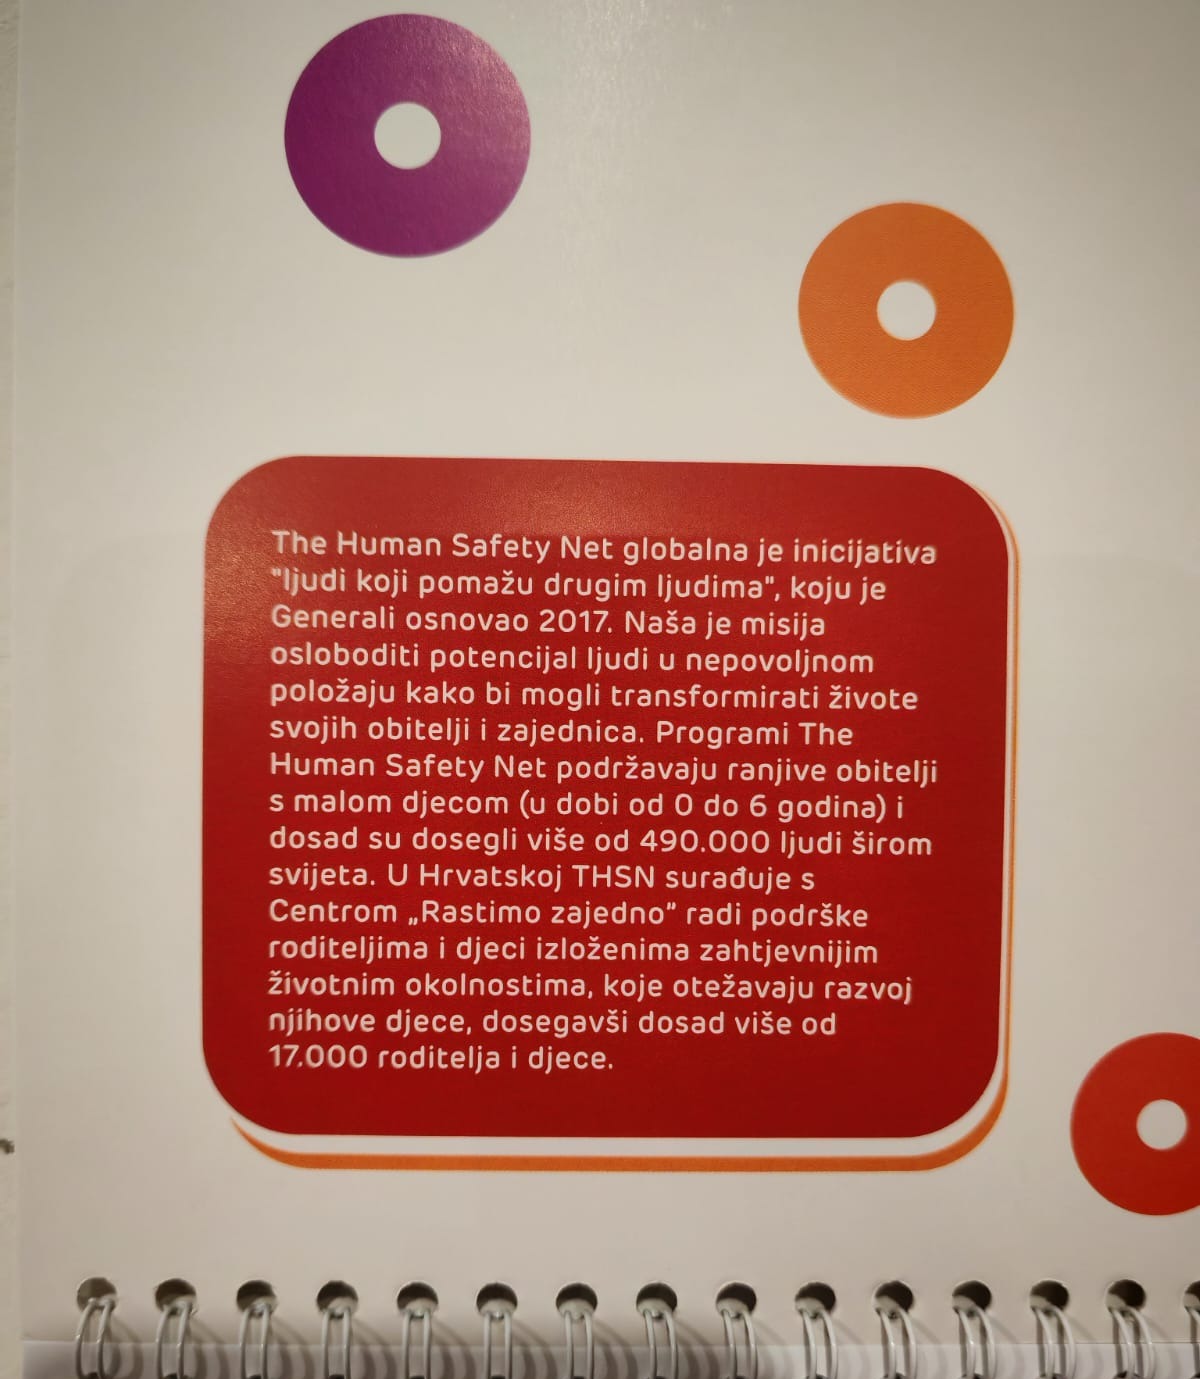 The Human Safety Net globalna je inicijativa
"ljudi koji pomažu drugim ljudima", koju je
Generali osnovao 2017. Naša je misija
osloboditi potencijal ljudi u nepovoljnom
položaju kako bi mogli transformirati živote
svojih obitelji i zajednica. Programi The
Human Safety Net podržavaju ranjive obitelji
s malom djecom (u dobi od 0 do 6 godina) i
dosad su dosegli više od 490.000 ljudi širom
svijeta. U Hrvatskoj THSN surađuje s
Centrom „Rastimo zajedno" radi podrške
roditeljima i djeci izloženima zahtjevnijim
životnim okolnostima, koje otežavaju razvoj
njihove djece, dosegavši dosad više od
17.000 roditelja i djece.